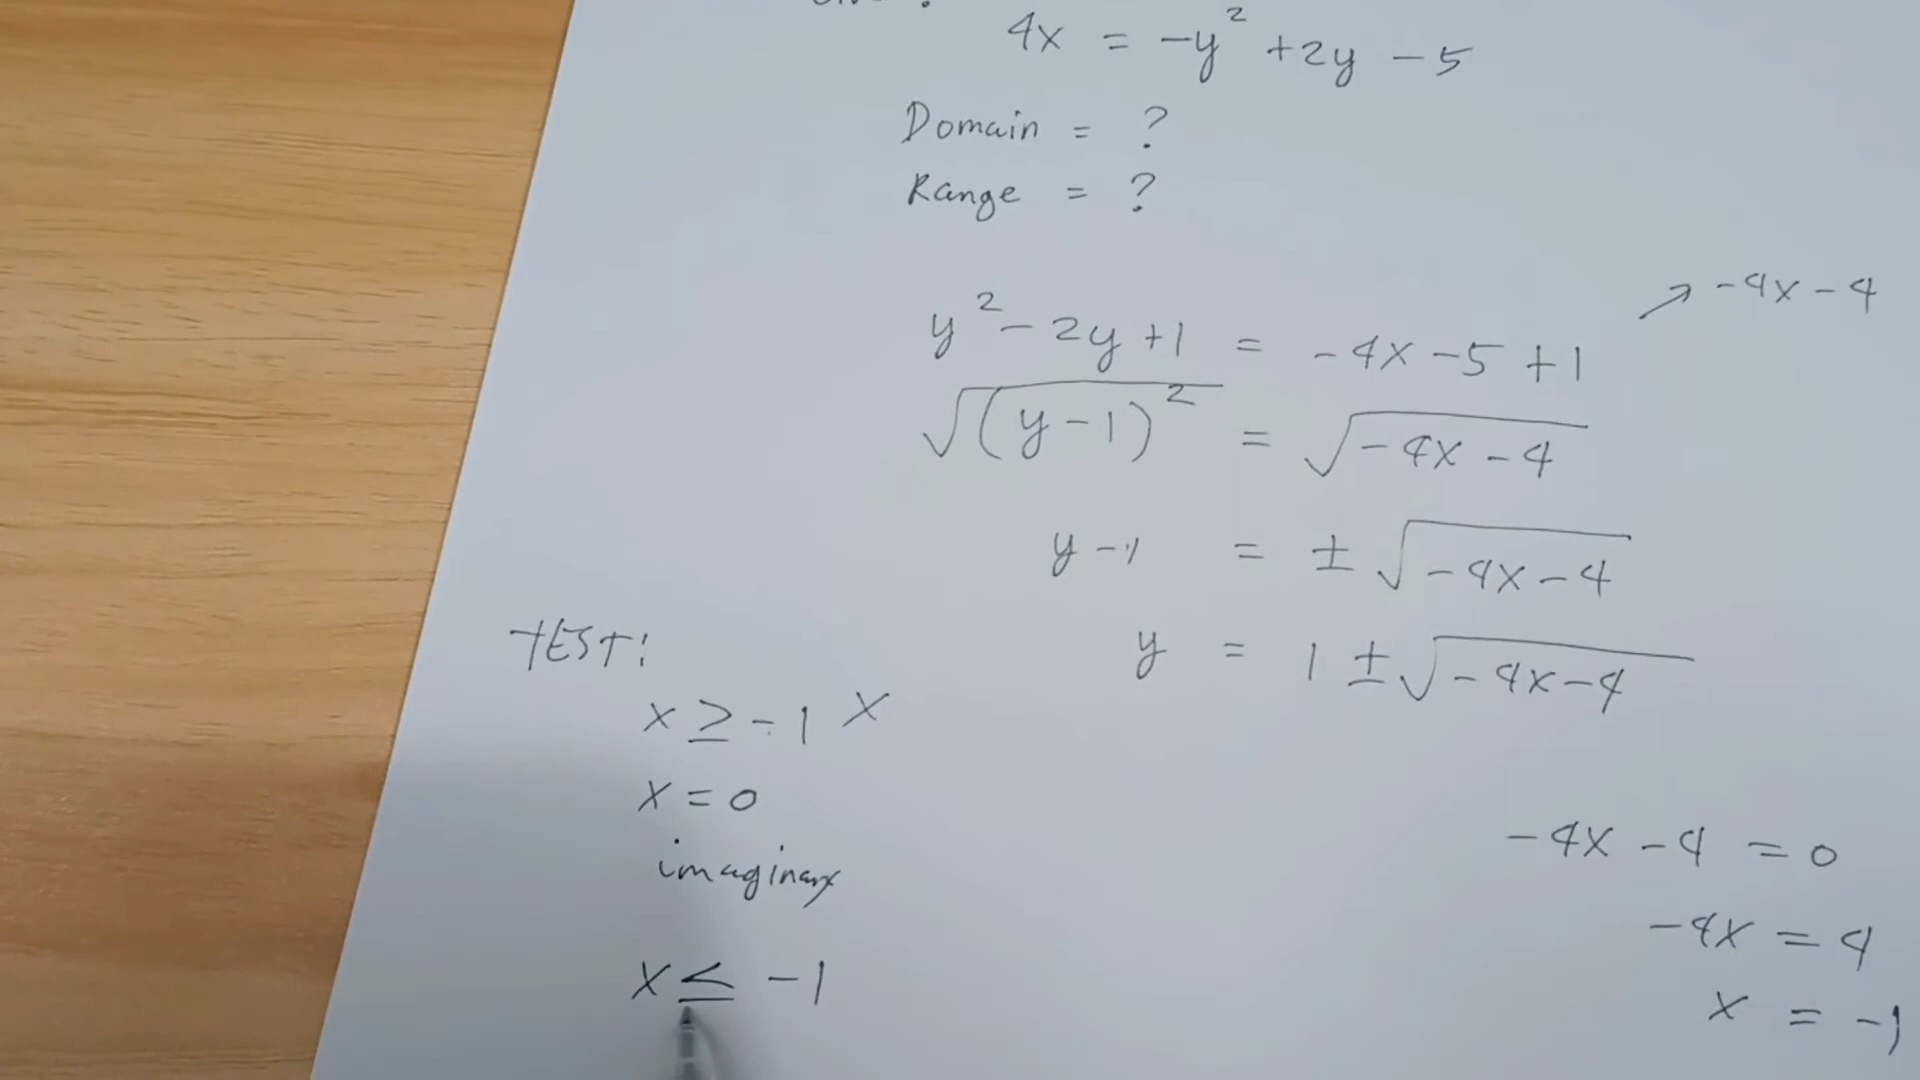 4x = -y² + 2y - 5
Domain = ?
Range = ?
→ -4x - 4
y² - 2y + 1 = -4x - 5 + 1
√(y - 1)² = √-4x - 4
y - 1 = ± √-4x - 4
y = 1 ± √-4x - 4
TEST:
x ≥ -1 X
x = 0
imaginary
x ≤ -1
-4x - 4 = 0
-4x = 4
x = -1